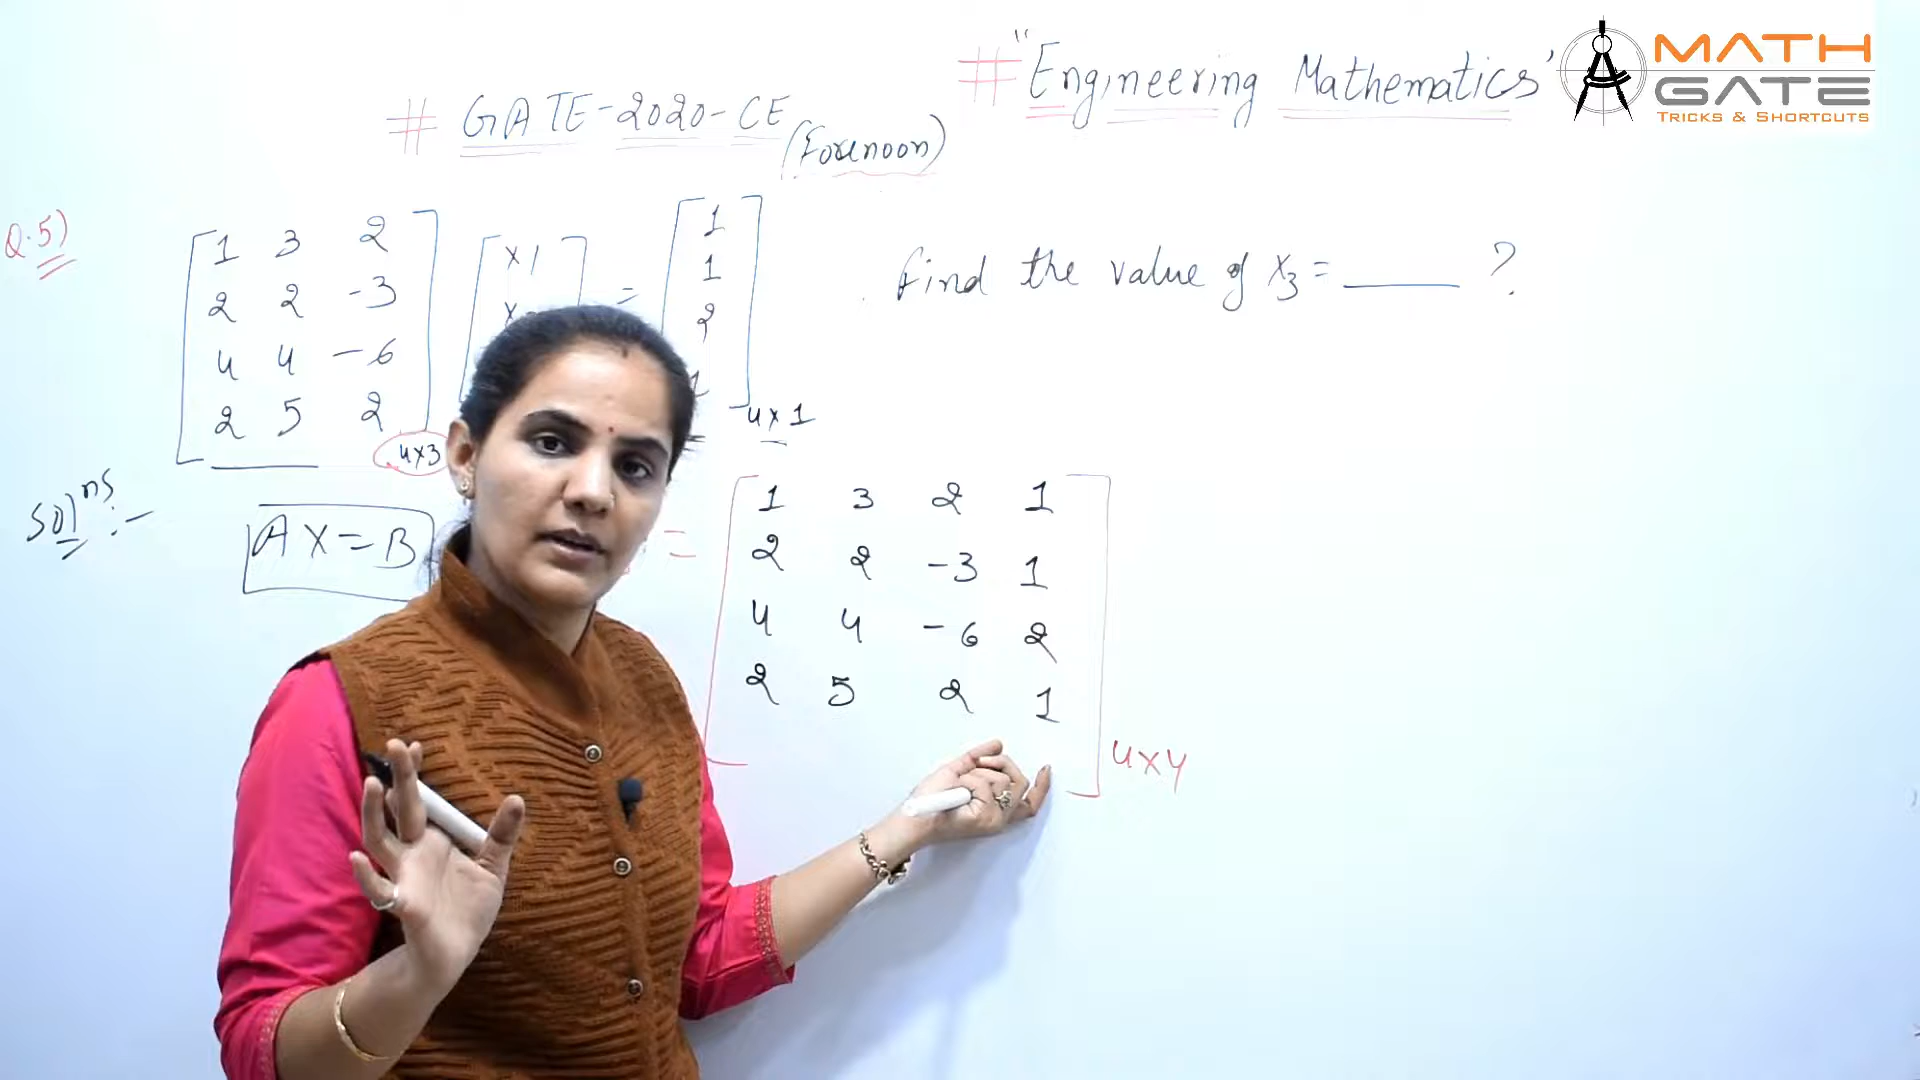 # "Engineering Mathematics"
MATH
GATE
TRICKS & SHORTCUTS
# GATE-2020-CE
(Forenoon)
Q.5)
1 3 2
2 2 -3
4 4 -6
2 5 2
4x3
x1
=
1
1
2
1
4x1
Find the value of x3 = ______ ?
Solns:-
AX=B
=
1 3 2 1
2 2 -3 1
4 4 -6 2
2 5 2 1
4x4